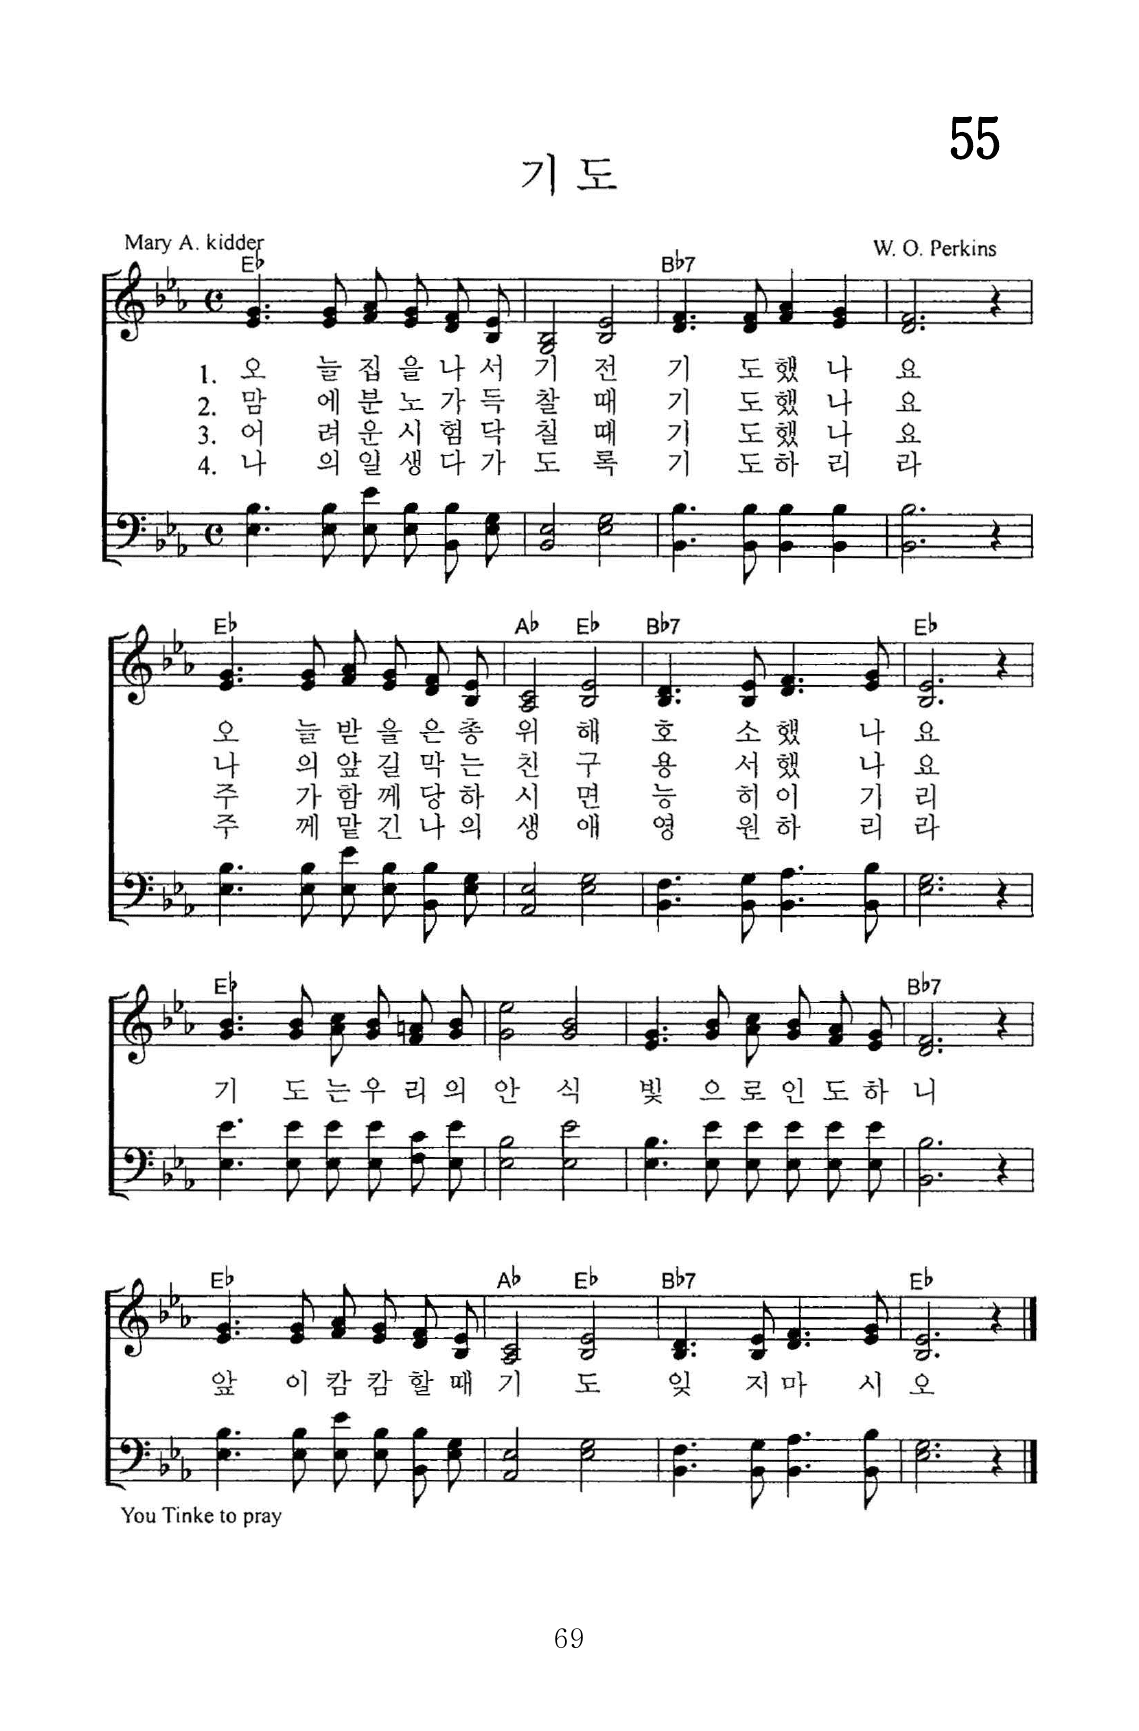 55
기 도
Mary A. kidder
W. O. Perkins
E♭ B♭7
1. 오 늘 집 을 나 서 기 전 기 도 했 나 요
2. 맘 에 분 노 가 득 찰 때 기 도 했 나 요
3. 어 려 운 시 험 닥 칠 때 기 도 했 나 요
4. 나 의 일 생 다 가 도 록 기 도 하 리 라
E♭ A♭ E♭ B♭7 E♭
오 늘 받 을 은 총 위 해 호 소 했 나 요
나 의 앞 길 막 는 친 구 용 서 했 나 요
주 가 함 께 당 하 시 면 능 히 이 기 리
주 께 맡 긴 나 의 생 애 영 원 하 리 라
E♭ B♭7
기 도 는 우 리 의 안 식 빛 으 로 인 도 하 니
E♭ A♭ E♭ B♭7 E♭
앞 이 캄 캄 할 때 기 도 잊 지 마 시 오
You Tinke to pray
69